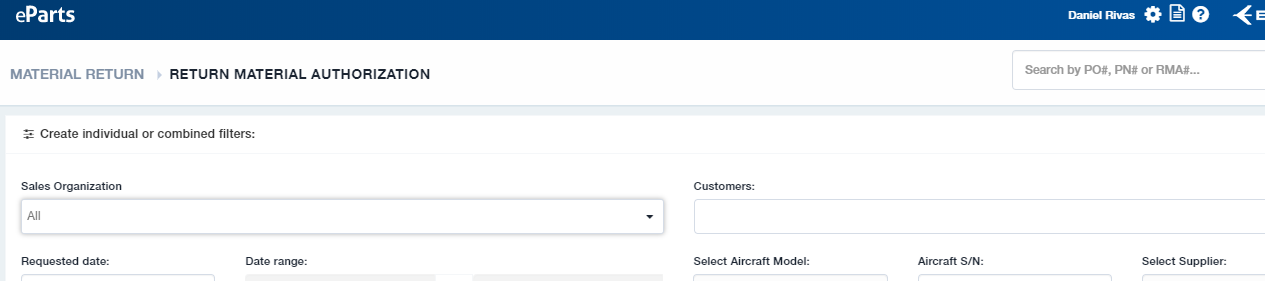 eParts
Daniel Rivas
MATERIAL RETURN RETURN MATERIAL AUTHORIZATION
Search by PO#, PN# or RMA#...
Create individual or combined filters:
Sales Organization
Customers:
All
Requested date:
Date range:
Select Aircraft Model:
Aircraft S/N:
Select Supplier: